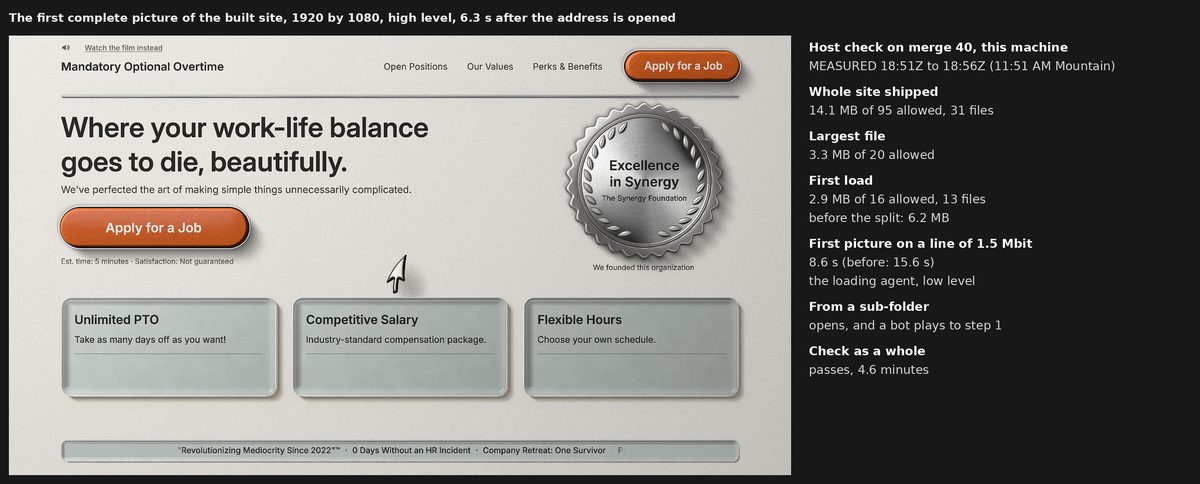 The first complete picture of the built site, 1920 by 1080, high level, 6.3 s after the address is opened
Watch the film instead
Mandatory Optional Overtime
Open Positions
Our Values
Perks & Benefits
Apply for a Job
Where your work-life balance
goes to die, beautifully.
We've perfected the art of making simple things unnecessarily complicated.
Apply for a Job
Est. time: 5 minutes · Satisfaction: Not guaranteed
Excellence
in Synergy
The Synergy Foundation
We founded this organization
Unlimited PTO
Take as many days off as you want!
Competitive Salary
Industry-standard compensation package.
Flexible Hours
Choose your own schedule.
"Revolutionizing Mediocrity Since 2022"™ · 0 Days Without an HR Incident · Company Retreat: One Survivor ·
Host check on merge 40, this machine
MEASURED 18:51Z to 18:56Z (11:51 AM Mountain)
Whole site shipped
14.1 MB of 95 allowed, 31 files
Largest file
3.3 MB of 20 allowed
First load
2.9 MB of 16 allowed, 13 files
before the split: 6.2 MB
First picture on a line of 1.5 Mbit
8.6 s (before: 15.6 s)
the loading agent, low level
From a sub-folder
opens, and a bot plays to step 1
Check as a whole
passes, 4.6 minutes